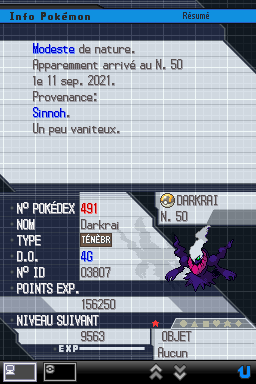 Info Pokémon
Résumé
Modeste de nature.
Apparemment arrivé au N. 50
le 11 sep. 2021.
Provenance:
Sinnoh.
Un peu vaniteux.
DARKRAI
N. 50
Nº POKÉDEX 491
NOM Darkrai
TYPE TÉNÈBR
D.O. 4G
Nº ID 03807
POINTS EXP.
156250
NIVEAU SUIVANT
9563
EXP
OBJET
Aucun